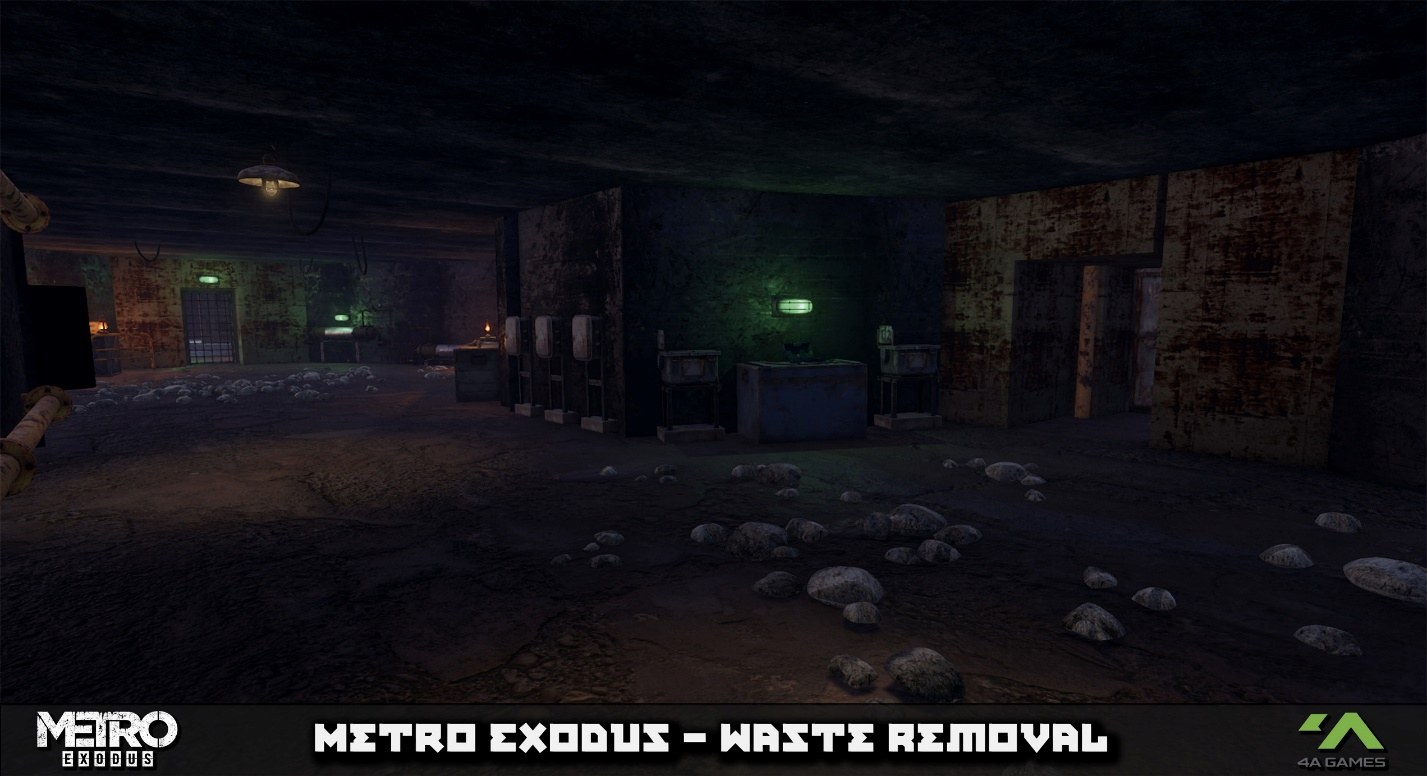 METRO
EXODUS
METRO EXODUS - WASTE REMOVAL
4A GAMES